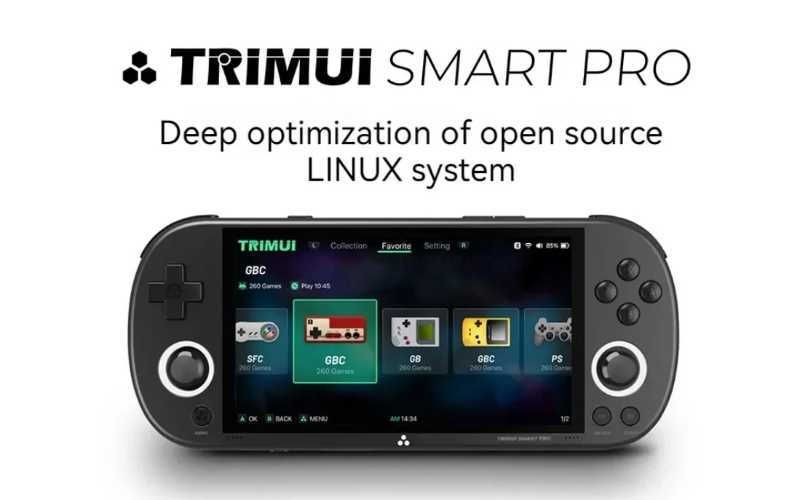 TRIMUI SMART PRO
Deep optimization of open source
LINUX system
TRIMUI L Collection Favorite Setting R 85%
GBC
260 Games Play 10:45
SFC
260 Games
GBC
260 Games
GB
260 Games
GBC
260 Games
PS
260 Games
A OK B BACK MENU AM 14:34 1/2
TRIMUI SMART PRO